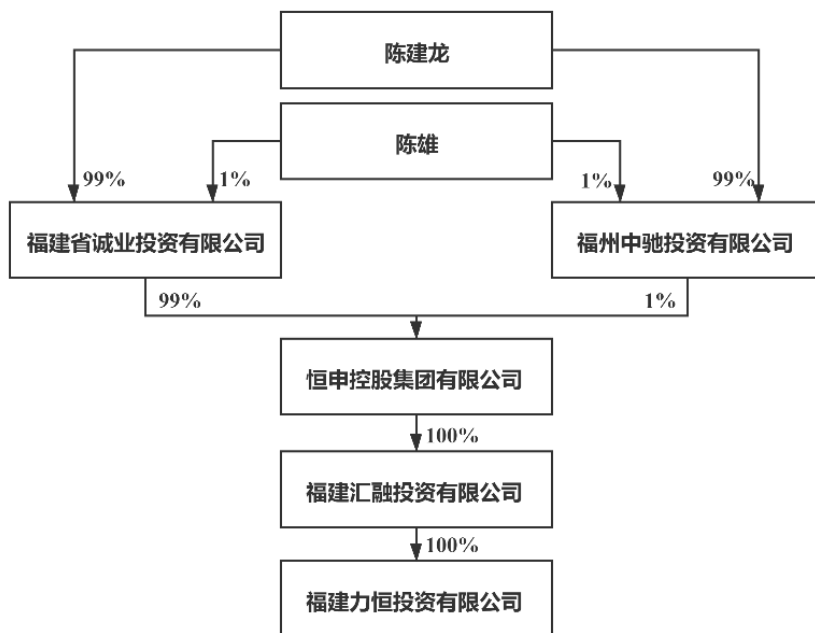 陈建龙
陈雄
99%
1%
1%
99%
福建省诚业投资有限公司
福州中驰投资有限公司
99%
1%
恒申控股集团有限公司
100%
福建汇融投资有限公司
100%
福建力恒投资有限公司